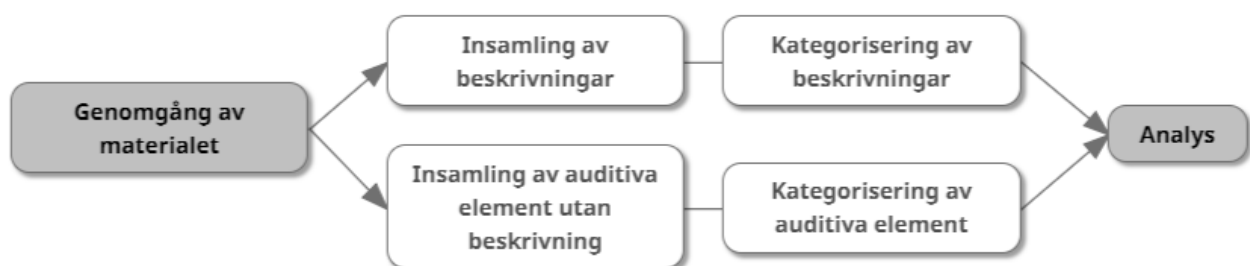 Genomgång av
materialet
Insamling av
beskrivningar
Kategorisering av
beskrivningar
Insamling av auditiva
element utan
beskrivning
Kategorisering av
auditiva element
Analys